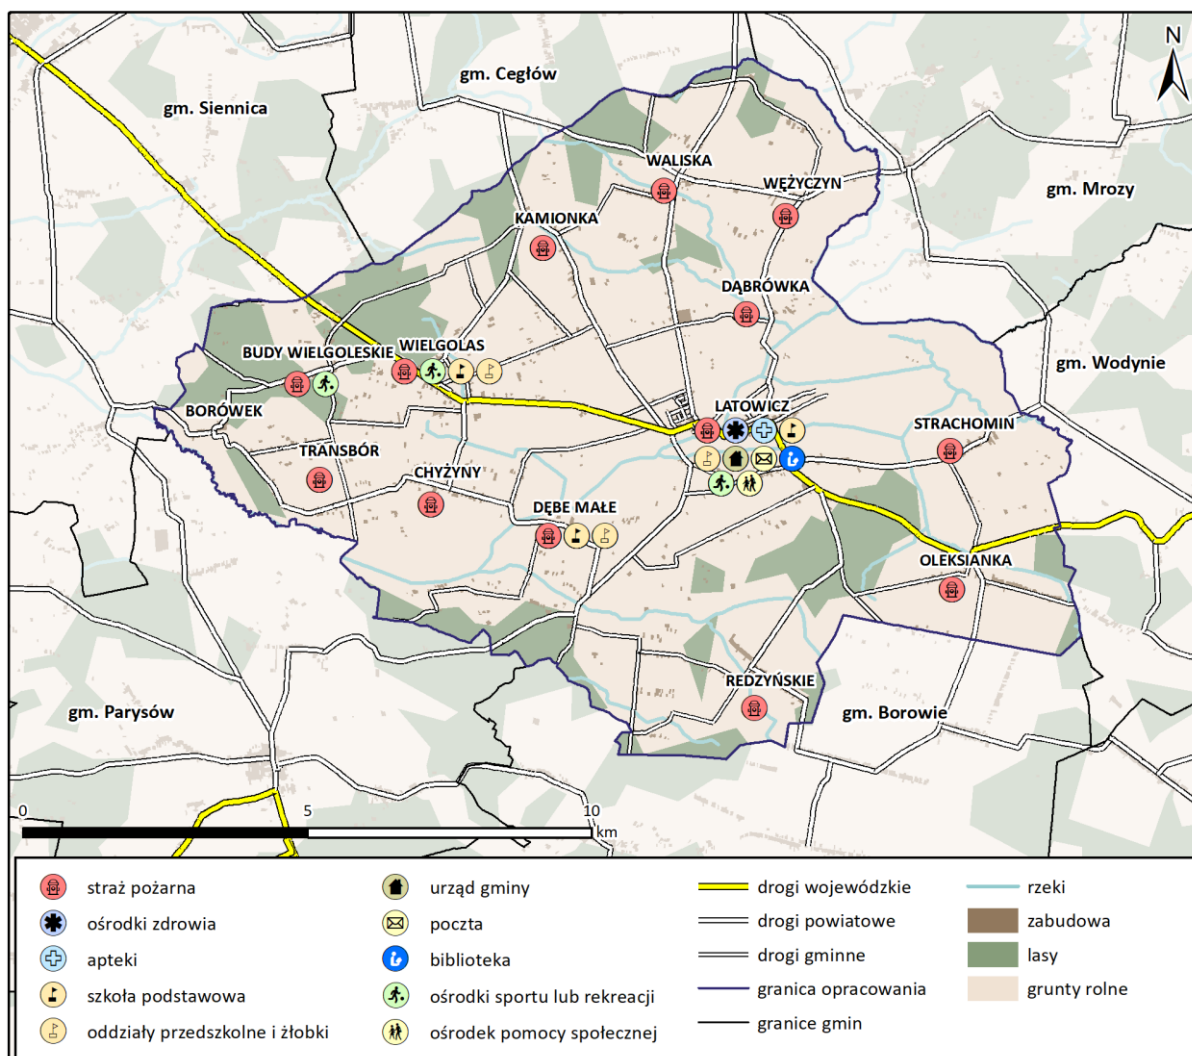 N
gm. Cegłów
gm. Siennica
WALISKA
WĘŻYCZYN
gm. Mrozy
KAMIONKA
DĄBRÓWKA
WIELGOLAS
BUDY WIELGOLESKIE
gm. Wodynie
BORÓWEK
LATOWICZ
STRACHOMIN
TRANSBÓR
CHYŻYNY
DĘBE MAŁE
OLEKSIANKA
REDZYŃSKIE
gm. Parysów
gm. Borowie
0 5 10
km
straż pożarna
ośrodki zdrowia
apteki
szkoła podstawowa
oddziały przedszkolne i żłobki
urząd gminy
poczta
biblioteka
ośrodki sportu lub rekreacji
ośrodek pomocy społecznej
drogi wojewódzkie
drogi powiatowe
drogi gminne
granica opracowania
granice gmin
rzeki
zabudowa
lasy
grunty rolne